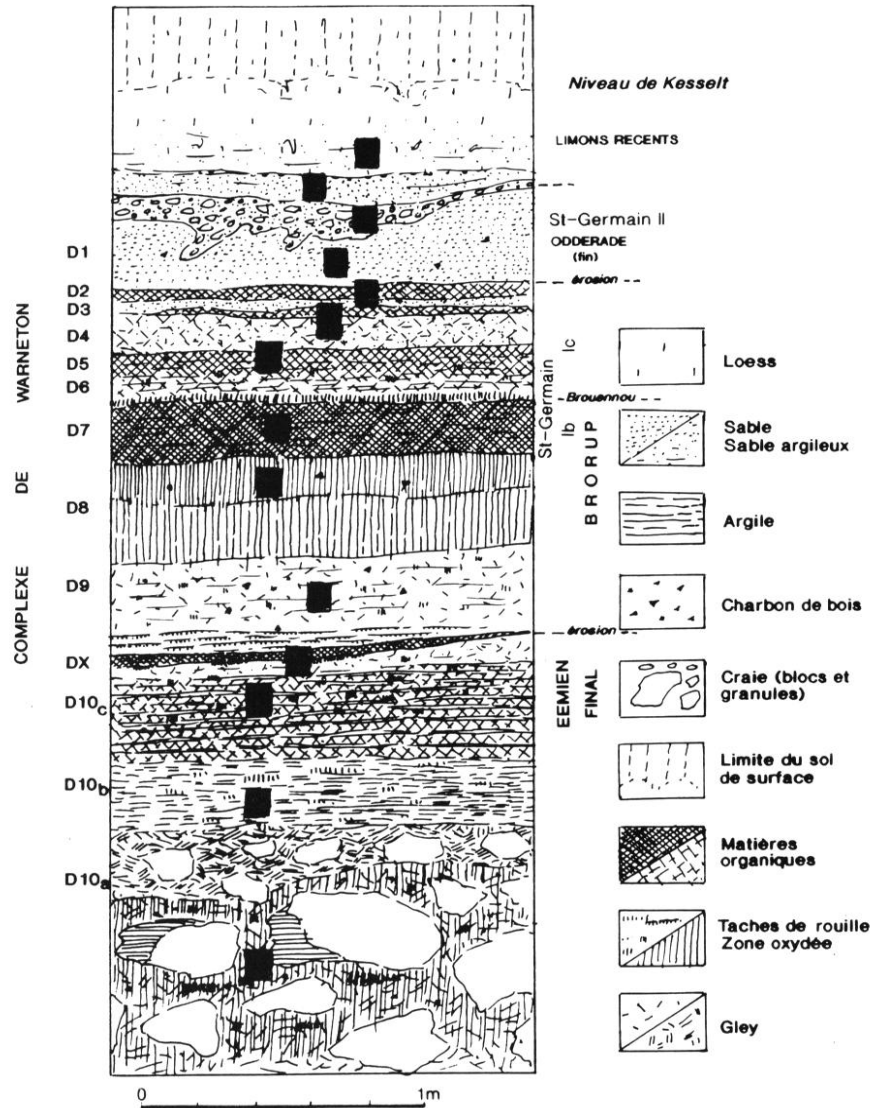 Niveau de Kesselt
LIMONS RECENTS
St-Germain II
ODDERADE
(fin)
érosion
Ic
St-Germain
Brouennou
Ib
BRORUP
érosion
EEMIEN
FINAL
COMPLEXE DE WARNETON
D1
D2
D3
D4
D5
D6
D7
D8
D9
DX
D10c
D10b
D10a
Loess
Sable
Sable argileux
Argile
Charbon de bois
Craie (blocs et
granules)
Limite du sol
de surface
Matières
organiques
Taches de rouille
Zone oxydée
Gley
0 1m